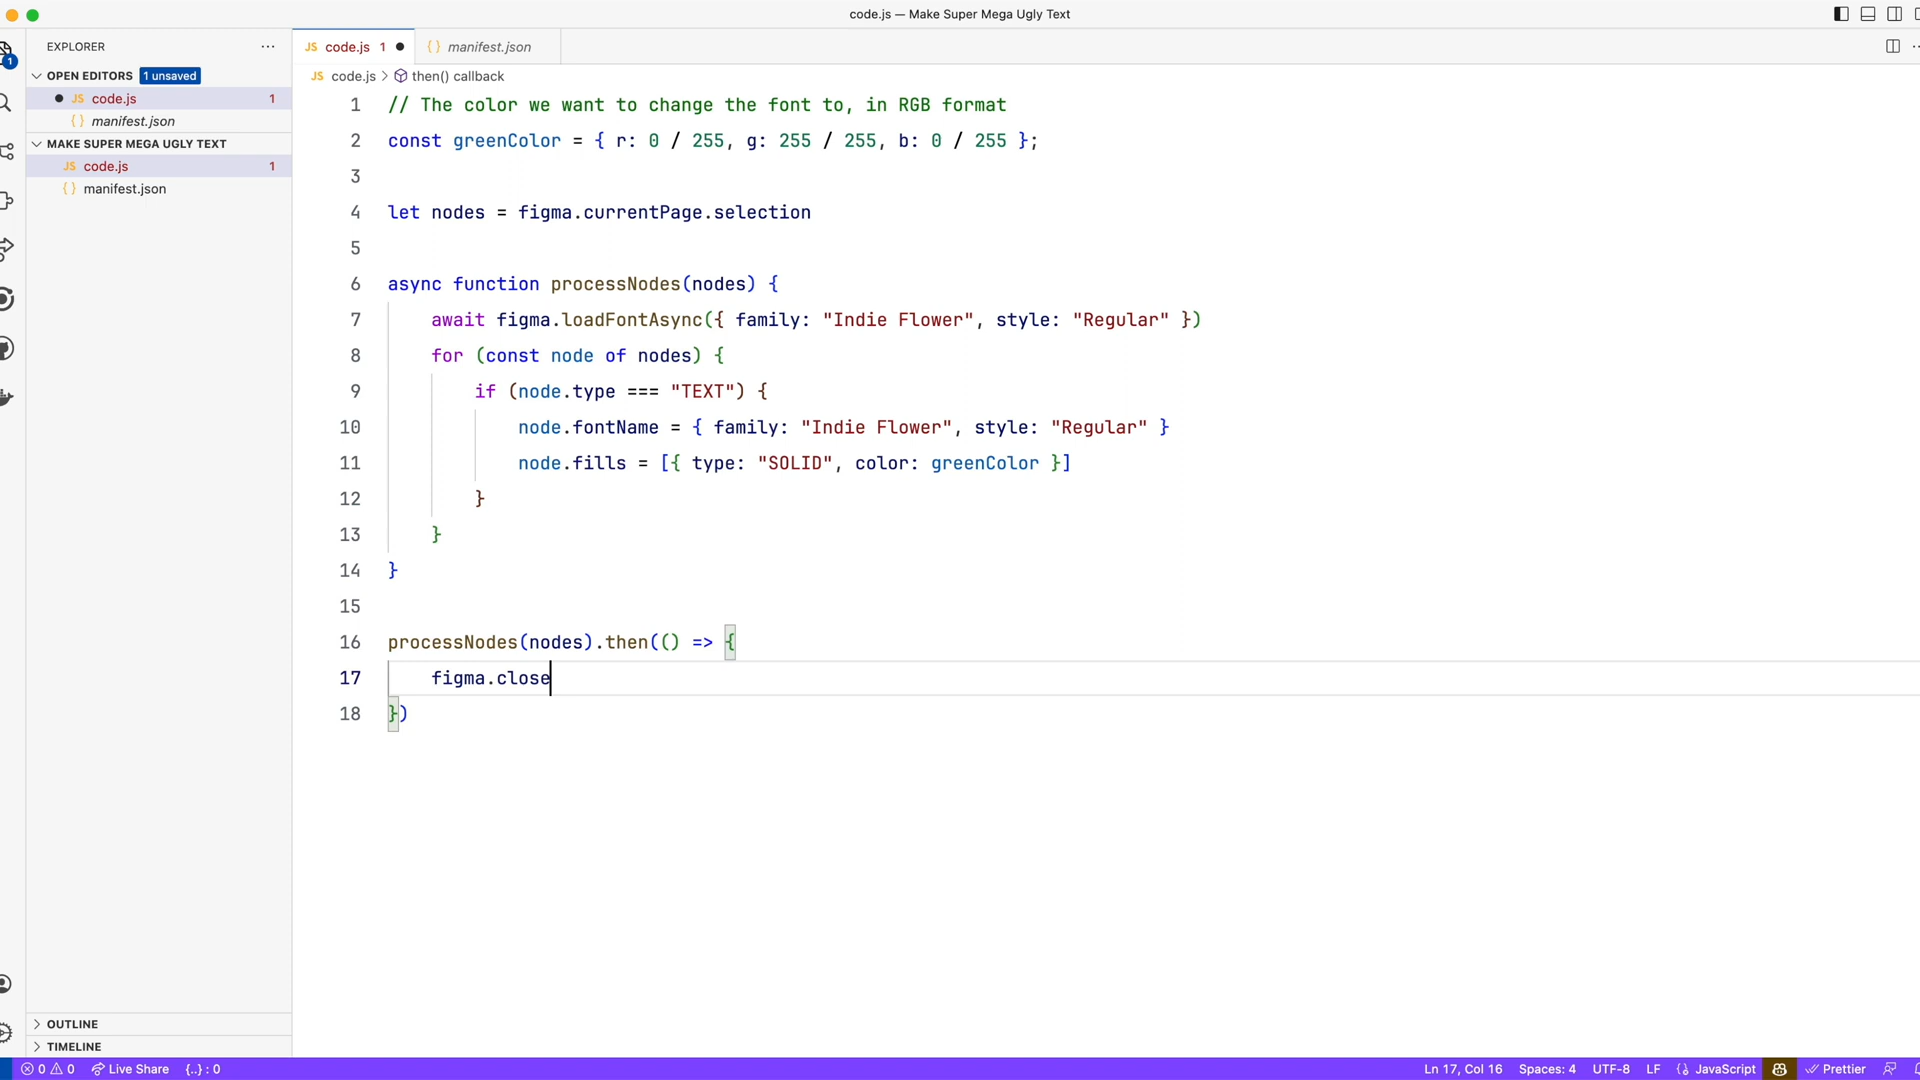 code.js — Make Super Mega Ugly Text
EXPLORER
OPEN EDITORS 1 unsaved
code.js 1
manifest.json
MAKE SUPER MEGA UGLY TEXT
code.js 1
manifest.json
OUTLINE
TIMELINE
1
code.js 1
manifest.json
code.js > then() callback
1 // The color we want to change the font to, in RGB format
2 const greenColor = { r: 0 / 255, g: 255 / 255, b: 0 / 255 };
3
4 let nodes = figma.currentPage.selection
5
6 async function processNodes(nodes) {
7 await figma.loadFontAsync({ family: "Indie Flower", style: "Regular" })
8 for (const node of nodes) {
9 if (node.type === "TEXT") {
10 node.fontName = { family: "Indie Flower", style: "Regular" }
11 node.fills = [{ type: "SOLID", color: greenColor }]
12 }
13 }
14 }
15
16 processNodes(nodes).then(() => {
17 figma.close
18 })
0 0 Live Share {..} : 0 Ln 17, Col 16 Spaces: 4 UTF-8 LF JavaScript Prettier